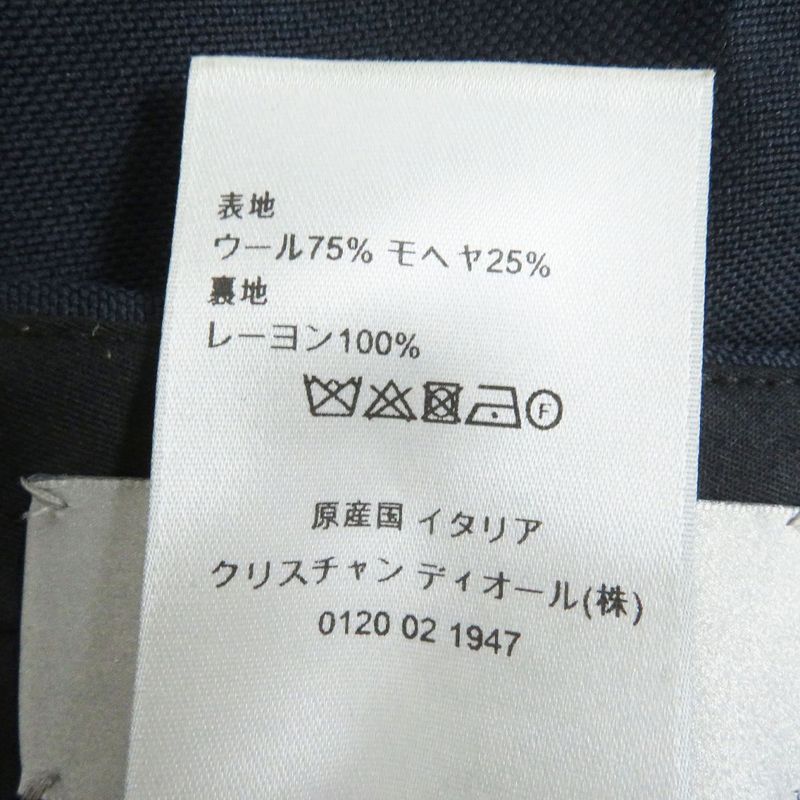 表地
ウール75% モヘヤ25%
裏地
レーヨン100%
F
原産国 イタリア
クリスチャン ディオール(株)
0120 02 1947